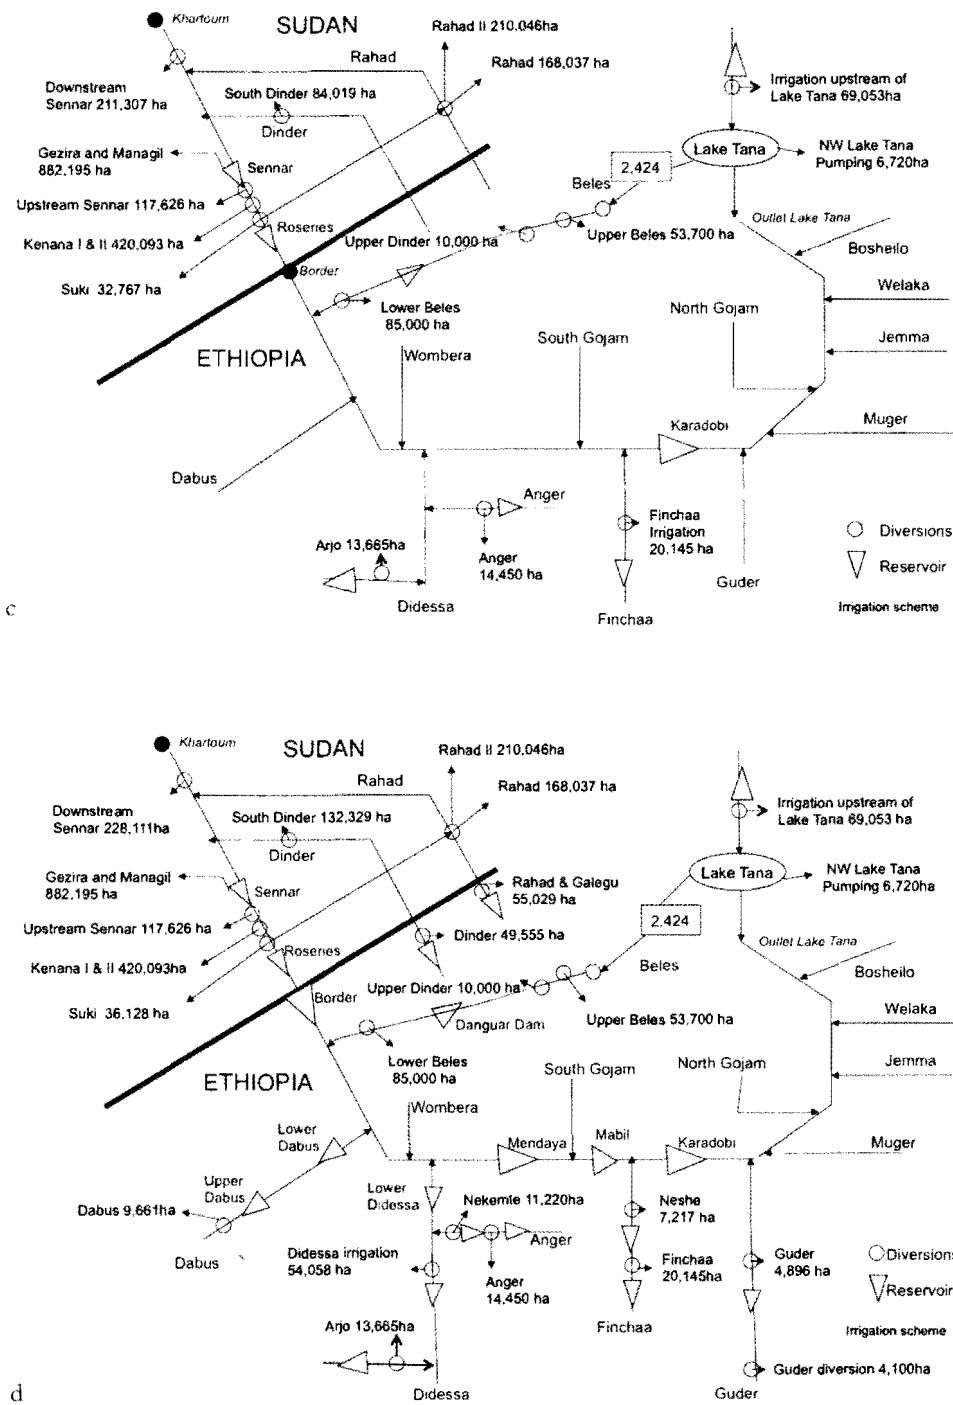 Khartoum
SUDAN
Rahad II 210,046ha
Rahad
Rahad 168,037 ha
Downstream
Sennar 211,307 ha
South Dinder 84,019 ha
Dinder
Irrigation upstream of
Lake Tana 69,053ha
Gezira and Managil
882,195 ha
Sennar
Lake Tana
NW Lake Tana
Pumping 6,720ha
2,424
Beles
Upstream Sennar 117,626 ha
Roseries
Outlet Lake Tana
Kenana I & II 420,093 ha
Upper Dinder 10,000 ha
Upper Beles 53,700 ha
Bosheilo
Border
Suki 32,767 ha
Welaka
Lower Beles
85,000 ha
North Gojam
ETHIOPIA
Wombera
South Gojam
Jemma
Karadobi
Muger
Dabus
Anger
Finchaa
Irrigation
20,145 ha
Diversions
Arjo 13,665ha
Anger
14,450 ha
Reservoir
Guder
Didessa
Irrigation scheme
c
Finchaa
Khartoum
SUDAN
Rahad II 210,046ha
Rahad
Rahad 168,037 ha
Downstream
Sennar 228,111ha
South Dinder 132,329 ha
Dinder
Irrigation upstream of
Lake Tana 69,053 ha
Gezira and Managil
882,195 ha
Sennar
Rahad & Galegu
55,029 ha
Lake Tana
NW Lake Tana
Pumping 6,720ha
2,424
Upstream Sennar 117,626 ha
Dinder 49,555 ha
Roseries
Outlet Lake Tana
Kenana I & II 420,093ha
Beles
Bosheilo
Upper Dinder 10,000 ha
Border
Suki 36,128 ha
Danguar Dam
Upper Beles 53,700 ha
Welaka
Lower Beles
85,000 ha
South Gojam
North Gojam
Jemma
ETHIOPIA
Wombera
Lower
Dabus
Mendaya
Mabil
Karadobi
Muger
Upper
Dabus
Lower
Didessa
Nekemte 11,220ha
Neshe
7,217 ha
Dabus 9,661ha
Anger
Dabus
Didessa irrigation
54,058 ha
Anger
14,450 ha
Finchaa
20,145ha
Guder
4,896 ha
Diversions
Reservoir
Arjo 13,665ha
Finchaa
Irrigation scheme
Guder diversion 4,100ha
d
Didessa
Guder